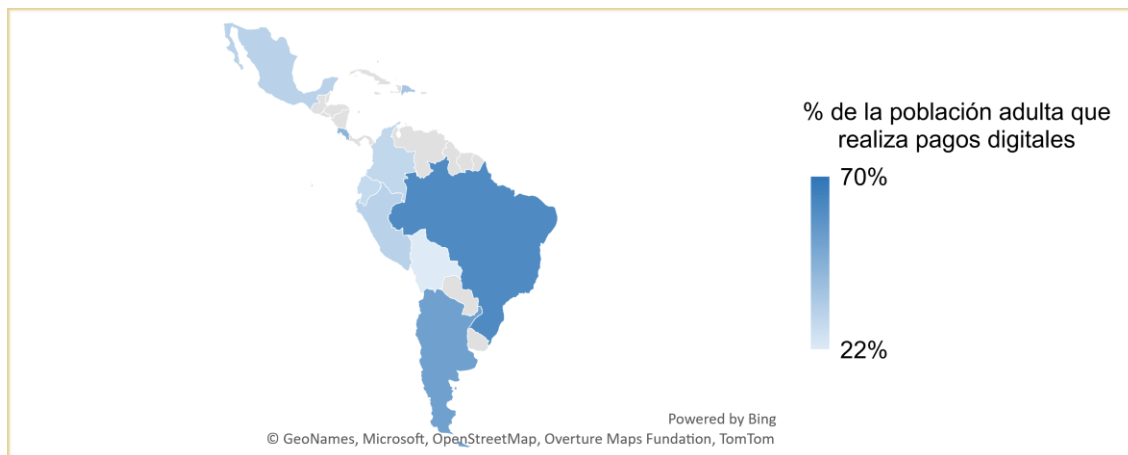 % de la población adulta que
realiza pagos digitales
70%
22%
Powered by Bing
© GeoNames, Microsoft, OpenStreetMap, Overture Maps Fundation, TomTom